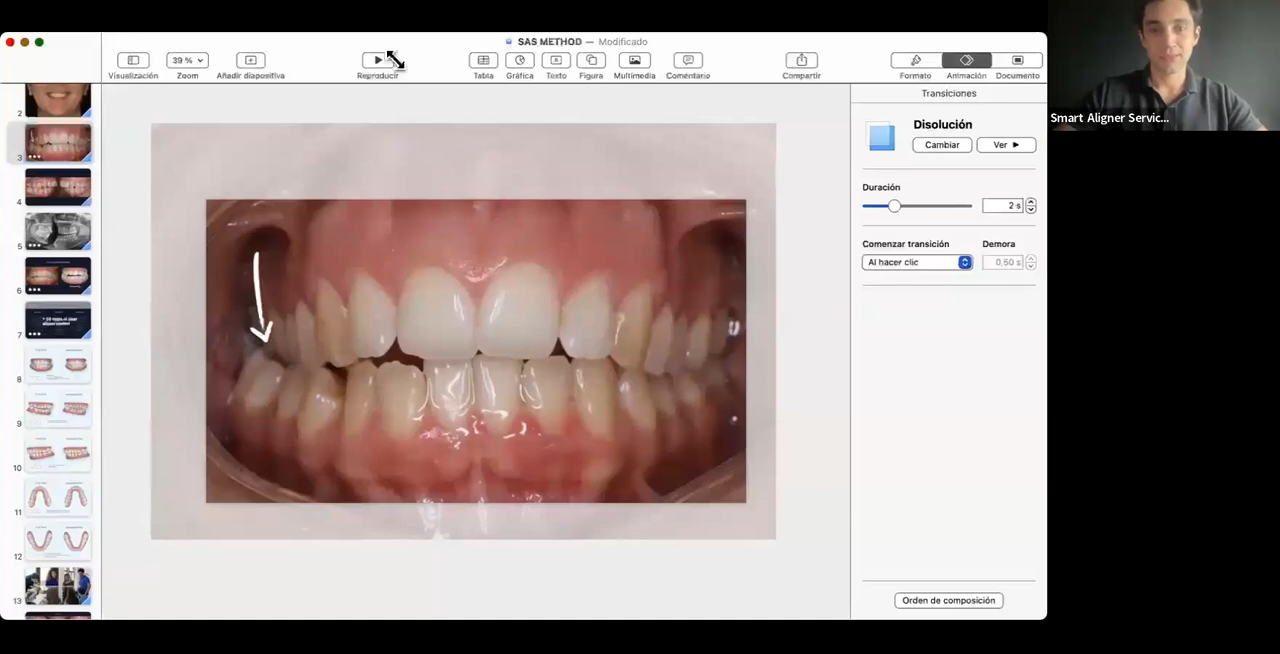 SAS METHOD — Modificado
39 %
Visualización
Zoom
Añadir diapositiva
Reproducir
Tabla
Gráfica
Texto
Figura
Multimedia
Comentario
Compartir
Formato
Animación
Documento
Transiciones
Disolución
Cambiar
Ver
Duración
2 s
Comenzar transición
Demora
Al hacer clic
0,50 s
Orden de composición
2
3
4
5
6
7
8
9
10
11
12
13
Smart Aligner Servic...